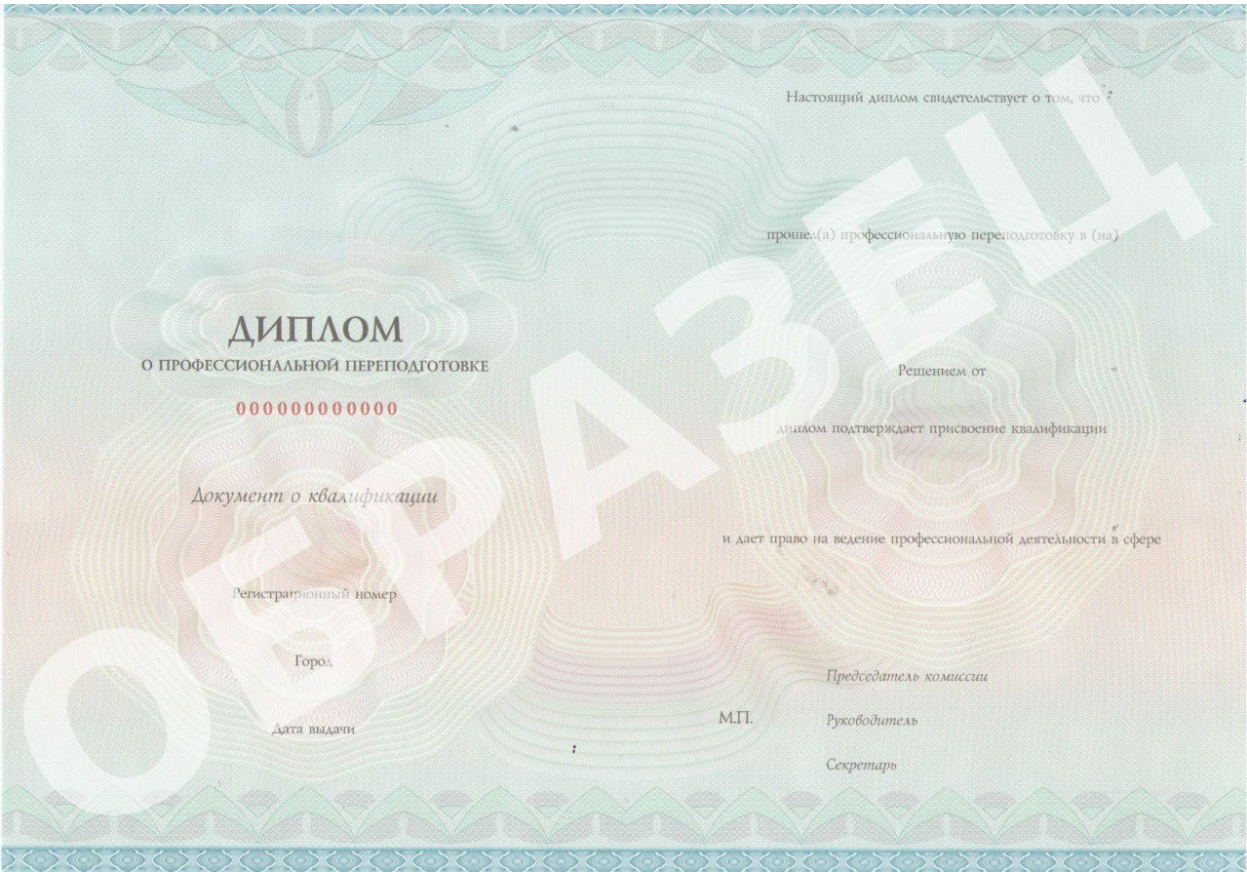 ДИПЛОМ
О ПРОФЕССИОНАЛЬНОЙ ПЕРЕПОДГОТОВКЕ
000000000000
Документ о квалификации
Регистрационный номер
Город
Дата выдачи
Настоящий диплом свидетельствует о том, что
прошел(а) профессиональную переподготовку в (на)
Решением от
диплом подтверждает присвоение квалификации
и дает право на ведение профессиональной деятельности в сфере
Председатель комиссии
М.П.
Руководитель
Секретарь
ОБРАЗЕЦ